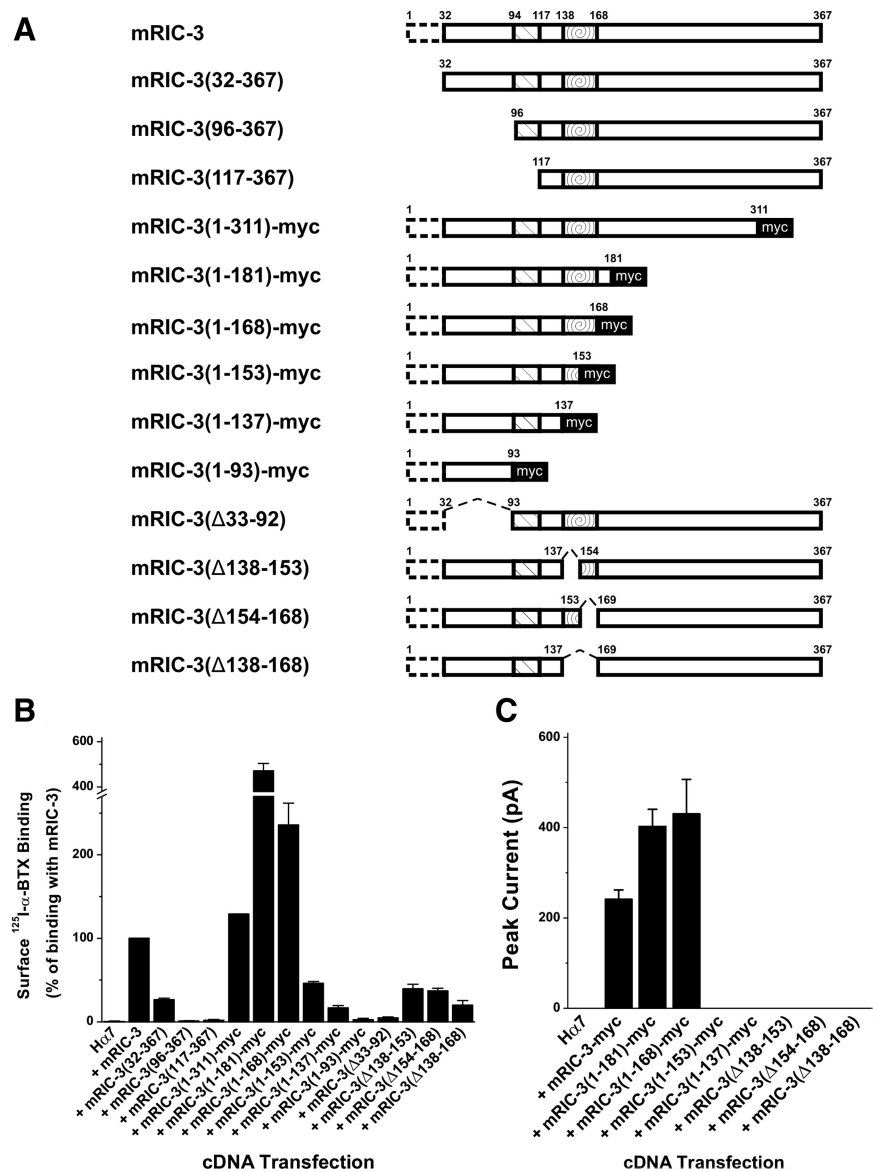 A
mRIC-3
1 32 94 117 138 168 367
mRIC-3(32-367)
32 367
mRIC-3(96-367)
96 367
mRIC-3(117-367)
117 367
mRIC-3(1-311)-myc
1 311
myc
mRIC-3(1-181)-myc
1 181
myc
mRIC-3(1-168)-myc
1 168
myc
mRIC-3(1-153)-myc
1 153
myc
mRIC-3(1-137)-myc
1 137
myc
mRIC-3(1-93)-myc
1 93
myc
mRIC-3(Δ33-92)
1 32 93 367
mRIC-3(Δ138-153)
1 137 154 367
mRIC-3(Δ154-168)
1 153 169 367
mRIC-3(Δ138-168)
1 137 169 367
B
Surface ¹²⁵I-α-BTX Binding
(% of binding with mRIC-3)
600
400
200
100
0
Hα7
+ mRIC-3
+ mRIC-3(32-367)
+ mRIC-3(96-367)
+ mRIC-3(117-367)
+ mRIC-3(1-311)-myc
+ mRIC-3(1-181)-myc
+ mRIC-3(1-168)-myc
+ mRIC-3(1-153)-myc
+ mRIC-3(1-137)-myc
+ mRIC-3(1-93)-myc
+ mRIC-3(Δ33-92)
+ mRIC-3(Δ138-153)
+ mRIC-3(Δ154-168)
+ mRIC-3(Δ138-168)
cDNA Transfection
C
Peak Current (pA)
600
400
200
0
Hα7
+ mRIC-3-myc
+ mRIC-3(1-181)-myc
+ mRIC-3(1-168)-myc
+ mRIC-3(1-153)-myc
+ mRIC-3(1-137)-myc
+ mRIC-3(Δ138-153)
+ mRIC-3(Δ154-168)
+ mRIC-3(Δ138-168)
cDNA Transfection